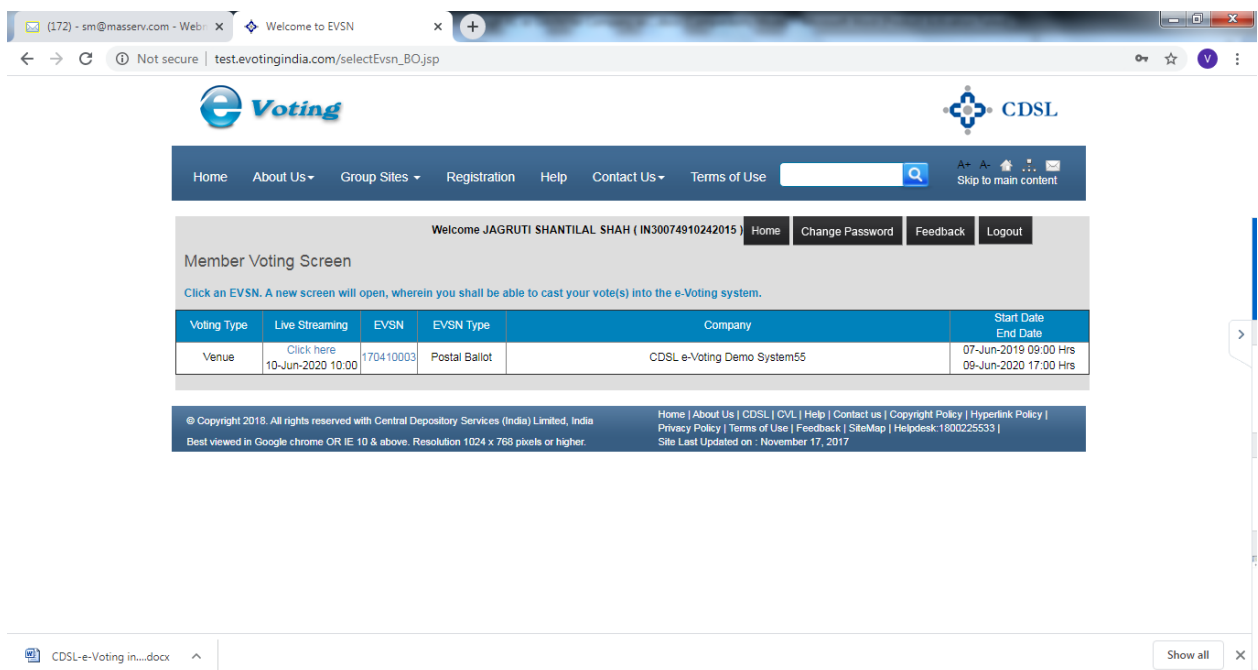 (172) - sm@masserv.com - Webm
Welcome to EVSN
Not secure | test.evotingindia.com/selectEvsn_BO.jsp
V
e Voting
CDSL
Home About Us Group Sites Registration Help Contact Us Terms of Use
A+ A-
Skip to main content
Welcome JAGRUTI SHANTILAL SHAH ( IN30074910242015 ) Home Change Password Feedback Logout
Member Voting Screen
Click an EVSN. A new screen will open, wherein you shall be able to cast your vote(s) into the e-Voting system.
Voting Type Live Streaming EVSN EVSN Type Company Start Date
End Date
Venue Click here 170410003 Postal Ballot CDSL e-Voting Demo System55 07-Jun-2019 09:00 Hrs
10-Jun-2020 10:00 09-Jun-2020 17:00 Hrs
© Copyright 2018. All rights reserved with Central Depository Services (India) Limited, India
Best viewed in Google chrome OR IE 10 & above. Resolution 1024 x 768 pixels or higher.
Home | About Us | CDSL | CVL | Help | Contact us | Copyright Policy | Hyperlink Policy |
Privacy Policy | Terms of Use | Feedback | SiteMap | Helpdesk:1800225533 |
Site Last Updated on : November 17, 2017
CDSL-e-Voting in....docx
Show all